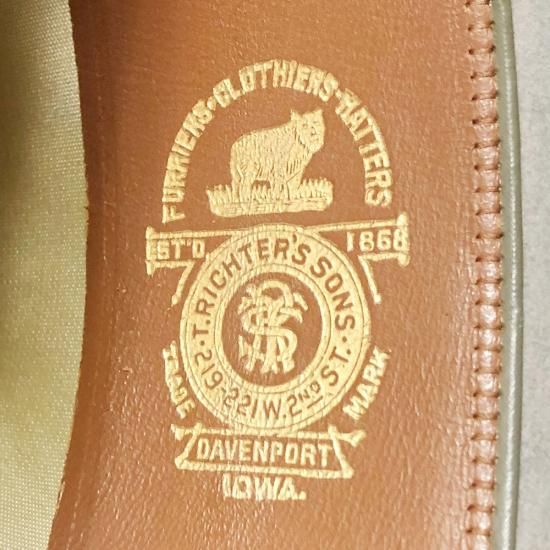 FURRIERS·CLOTHIERS·HATTERS
EST'D 1868
T. RICHTER'S SONS
219-221 W. 2ND ST.
TRADE MARK
DAVENPORT
IOWA.